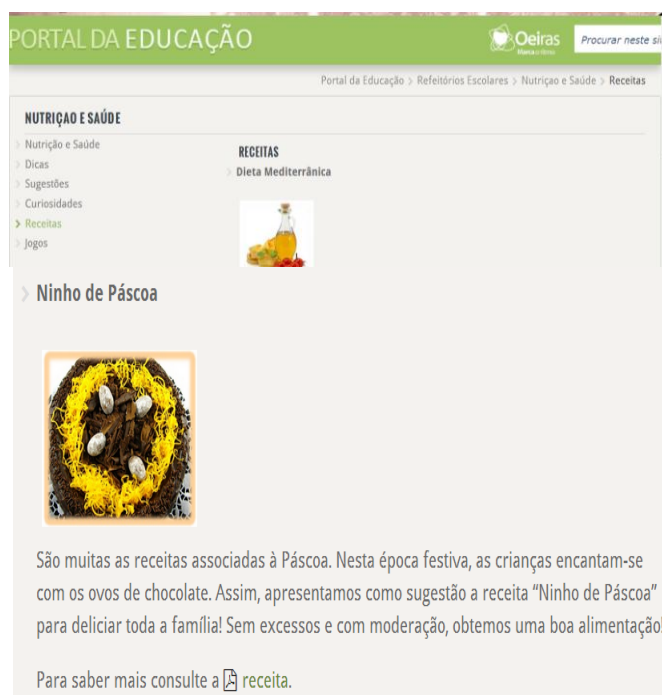 PORTAL DA EDUCAÇÃO
Oeiras
Procurar neste si
Portal da Educação > Refeitórios Escolares > Nutriçao e Saúde > Receitas
NUTRIÇAO E SAÚDE
> Nutrição e Saúde
> Dicas
> Sugestões
> Curiosidades
> Receitas
> Jogos
RECEITAS
> Dieta Mediterrânica
> Ninho de Páscoa
São muitas as receitas associadas à Páscoa. Nesta época festiva, as crianças encantam-se
com os ovos de chocolate. Assim, apresentamos como sugestão a receita “Ninho de Páscoa”
para deliciar toda a família! Sem excessos e com moderação, obtemos uma boa alimentação!
Para saber mais consulte a receita.